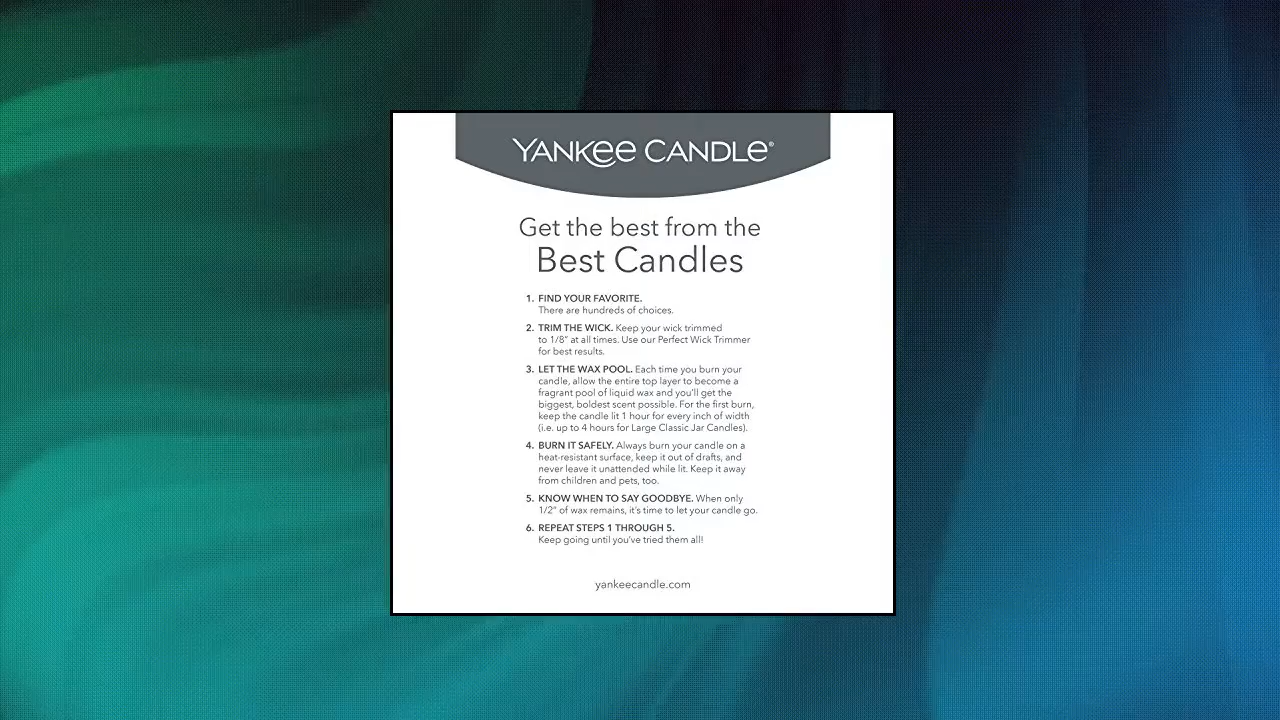 YANKEE CANDLE®
Get the best from the
Best Candles
1. FIND YOUR FAVORITE.
There are hundreds of choices.
2. TRIM THE WICK. Keep your wick trimmed
to 1/8” at all times. Use our Perfect Wick Trimmer
for best results.
3. LET THE WAX POOL. Each time you burn your
candle, allow the entire top layer to become a
fragrant pool of liquid wax and you’ll get the
biggest, boldest scent possible. For the first burn,
keep the candle lit 1 hour for every inch of width
(i.e. up to 4 hours for Large Classic Jar Candles).
4. BURN IT SAFELY. Always burn your candle on a
heat-resistant surface, keep it out of drafts, and
never leave it unattended while lit. Keep it away
from children and pets, too.
5. KNOW WHEN TO SAY GOODBYE. When only
1/2” of wax remains, it’s time to let your candle go.
6. REPEAT STEPS 1 THROUGH 5.
Keep going until you’ve tried them all!
yankeecandle.com